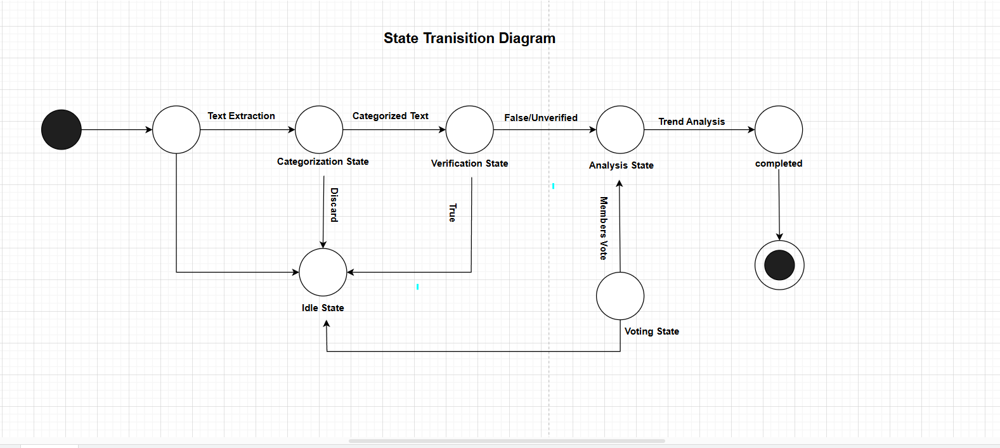 State Tranisition Diagram
Text Extraction
Categorized Text
False/Unverified
Trend Analysis
Categorization State
Verification State
Analysis State
completed
Discard
True
Members Vote
Idle State
Voting State